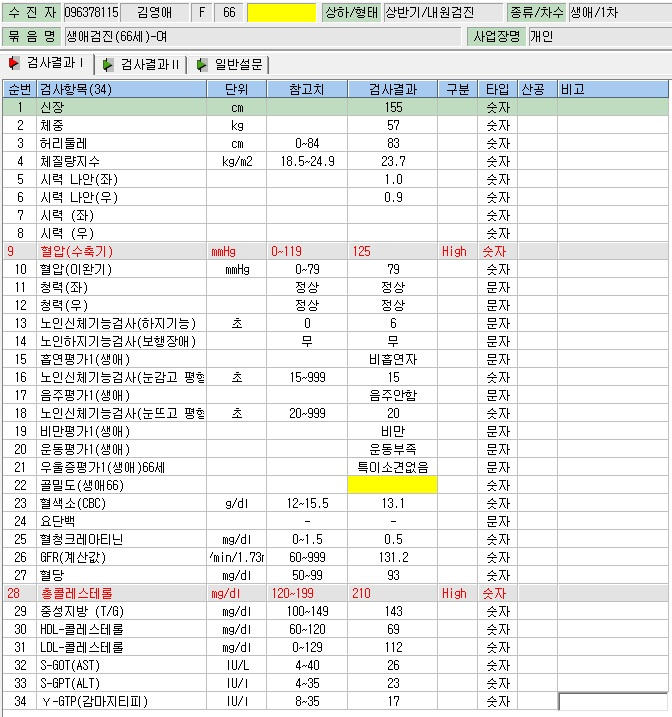 수 진 자 096378115 김영애 F 66 상하/형태 상반기/내원검진 종류/차수 생애/1차
묶 음 명 생애검진(66세)-여 사업장명 개인
검사결과 I 검사결과 II 일반설문
순번 검사항목(34) 단위 참고치 검사결과 구분 타입 산공 비고
1 신장 cm 155 숫자
2 체중 kg 57 숫자
3 허리둘레 cm 0~84 83 숫자
4 체질량지수 kg/m2 18.5~24.9 23.7 숫자
5 시력 나안(좌) 1.0 숫자
6 시력 나안(우) 0.9 숫자
7 시력 (좌) 숫자
8 시력 (우) 숫자
9 혈압(수축기) mmHg 0~119 125 High 숫자
10 혈압(이완기) mmHg 0~79 79 숫자
11 청력(좌) 정상 정상 문자
12 청력(우) 정상 정상 문자
13 노인신체기능검사(하지기능) 초 0 6 숫자
14 노인하지기능검사(보행장애) 무 무 문자
15 흡연평가1(생애) 비흡연자 문자
16 노인신체기능검사(눈감고 평형 초 15~999 15 숫자
17 음주평가1(생애) 음주안함 문자
18 노인신체기능검사(눈뜨고 평형 초 20~999 20 숫자
19 비만평가1(생애) 비만 문자
20 운동평가1(생애) 운동부족 문자
21 우울증평가1(생애)66세 특이소견없음 문자
22 골밀도(생애66) 숫자
23 혈색소(CBC) g/dl 12~15.5 13.1 숫자
24 요단백 - - 문자
25 혈청크레아티닌 mg/dl 0~1.5 0.5 숫자
26 GFR(계산값) /min/1.73m 60~999 131.2 숫자
27 혈당 mg/dl 50~99 93 숫자
28 총콜레스테롤 mg/dl 120~199 210 High 숫자
29 중성지방 (T/G) mg/dl 100~149 143 숫자
30 HDL-콜레스테롤 mg/dl 60~120 69 숫자
31 LDL-콜레스테롤 mg/dl 0~129 112 숫자
32 S-GOT(AST) IU/L 4~40 26 숫자
33 S-GPT(ALT) IU/l 4~35 23 숫자
34 Υ-GTP(감마지티피) IU/l 8~35 17 숫자